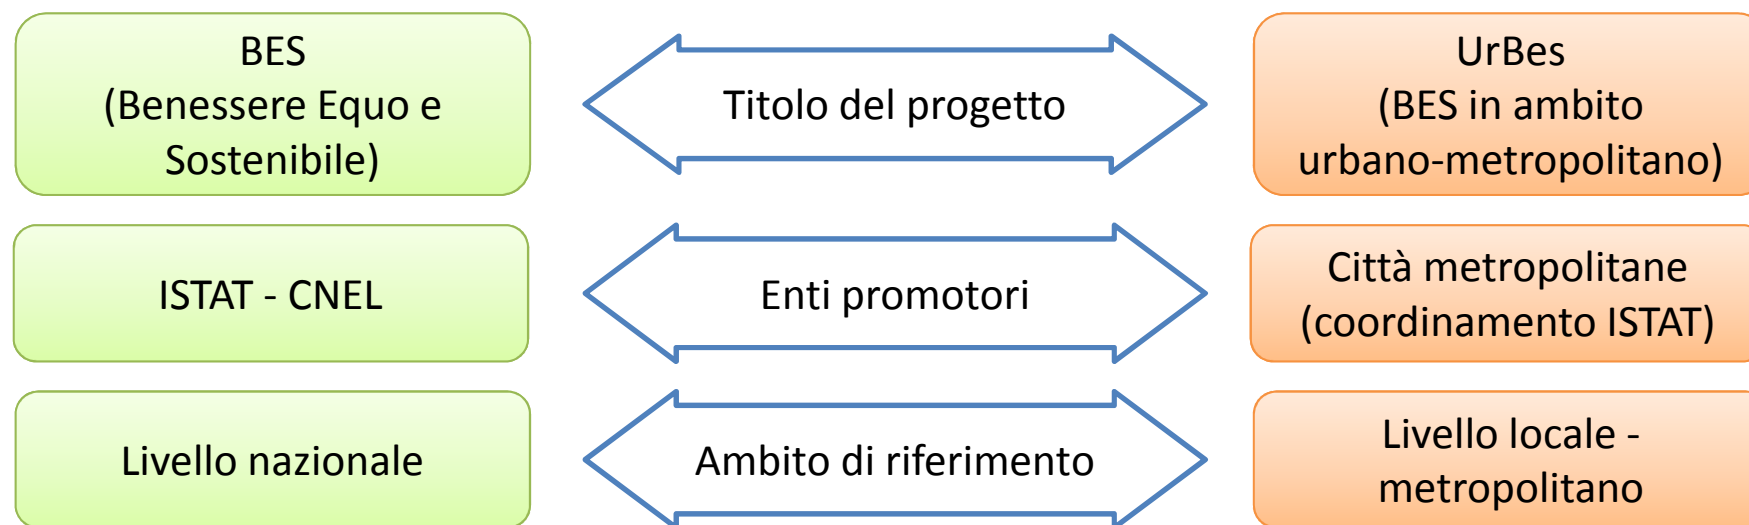 BES
(Benessere Equo e
Sostenibile)
Titolo del progetto
UrBes
(BES in ambito
urbano-metropolitano)
ISTAT - CNEL
Enti promotori
Città metropolitane
(coordinamento ISTAT)
Livello nazionale
Ambito di riferimento
Livello locale -
metropolitano